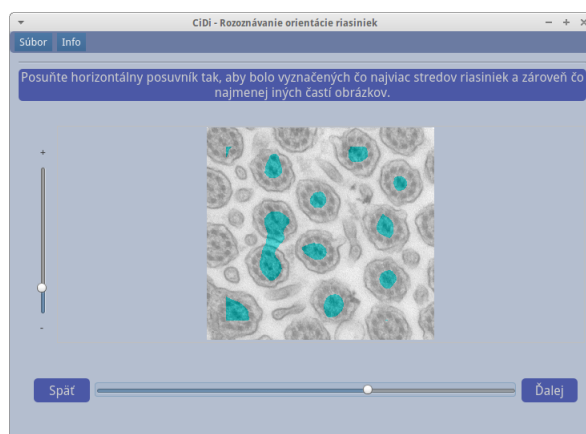 CiDi - Rozoznávanie orientácie riasiniek
Súbor Info
Posuňte horizontálny posuvník tak, aby bolo vyznačených čo najviac stredov riasiniek a zároveň čo
najmenej iných častí obrázkov.
+
-
Späť Ďalej